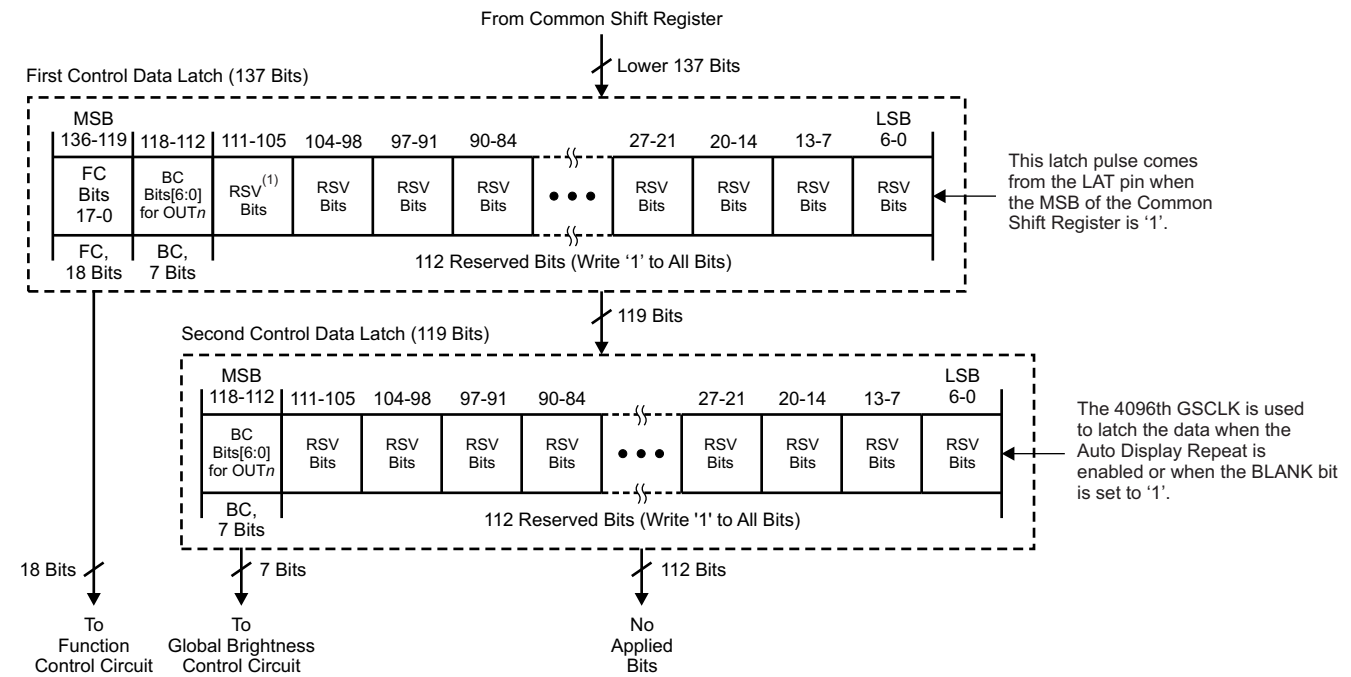 From Common Shift Register
Lower 137 Bits
First Control Data Latch (137 Bits)
MSB
LSB
136-119 118-112 111-105 104-98 97-91 90-84 27-21 20-14 13-7 6-0
FC
Bits
17-0
BC
Bits[6:0]
for OUTn
RSV(1)
Bits
RSV
Bits
RSV
Bits
RSV
Bits
• • •
RSV
Bits
RSV
Bits
RSV
Bits
RSV
Bits
This latch pulse comes
from the LAT pin when
the MSB of the Common
Shift Register is ‘1’.
FC,
18 Bits
BC,
7 Bits
112 Reserved Bits (Write ‘1’ to All Bits)
119 Bits
Second Control Data Latch (119 Bits)
MSB
LSB
118-112 111-105 104-98 97-91 90-84 27-21 20-14 13-7 6-0
BC
Bits[6:0]
for OUTn
RSV
Bits
RSV
Bits
RSV
Bits
RSV
Bits
• • •
RSV
Bits
RSV
Bits
RSV
Bits
RSV
Bits
The 4096th GSCLK is used
to latch the data when the
Auto Display Repeat is
enabled or when the BLANK bit
is set to ‘1’.
BC,
7 Bits
112 Reserved Bits (Write '1' to All Bits)
18 Bits
7 Bits
112 Bits
To
Function
Control Circuit
To
Global Brightness
Control Circuit
No
Applied
Bits